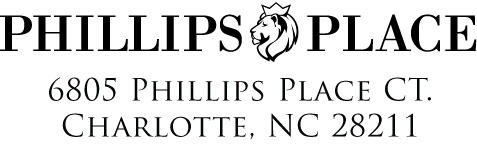 PHILLIPS PLACE
6805 PHILLIPS PLACE CT.
CHARLOTTE, NC 28211